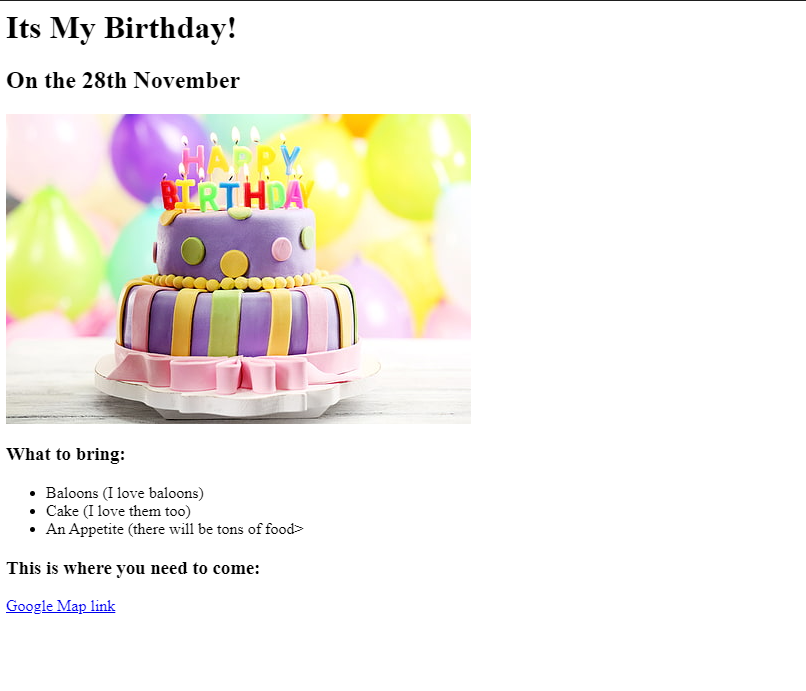 Its My Birthday!
On the 28th November
HAPPY
BIRTHDAY
What to bring:
Baloons (I love baloons)
Cake (I love them too)
An Appetite (there will be tons of food>
This is where you need to come:
Google Map link